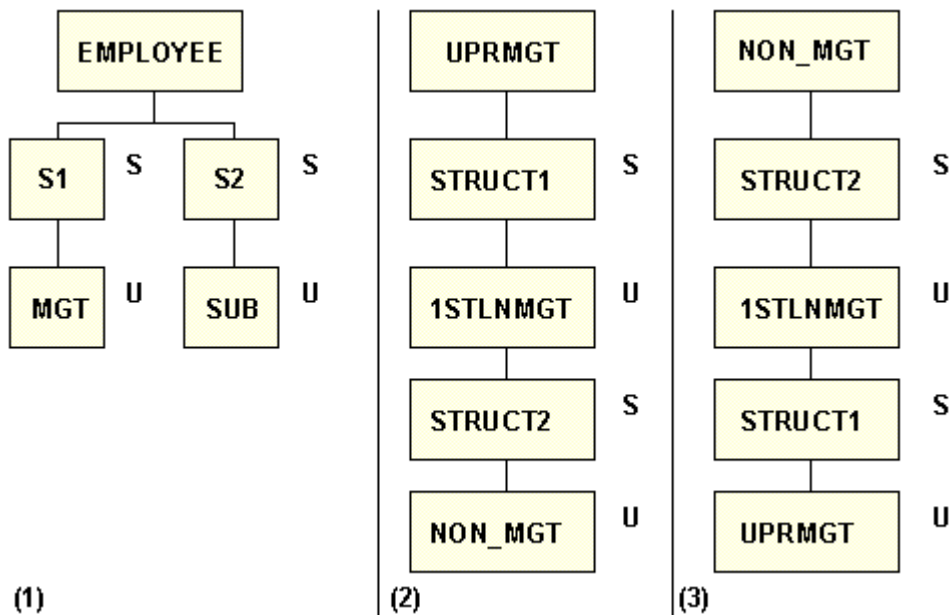 EMPLOYEE
S1 S S2 S
MGT U SUB U
(1)
UPRMGT
STRUCT1 S
1STLNMGT U
STRUCT2 S
NON_MGT U
(2)
NON_MGT
STRUCT2 S
1STLNMGT U
STRUCT1 S
UPRMGT U
(3)